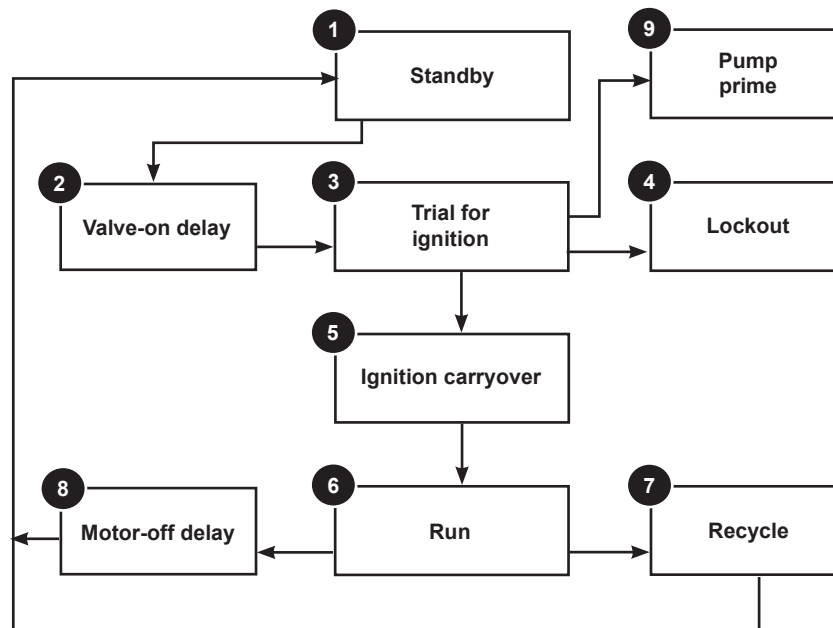 1
Standby
9
Pump
prime
2
Valve-on delay
3
Trial for
ignition
4
Lockout
5
Ignition carryover
8
Motor-off delay
6
Run
7
Recycle